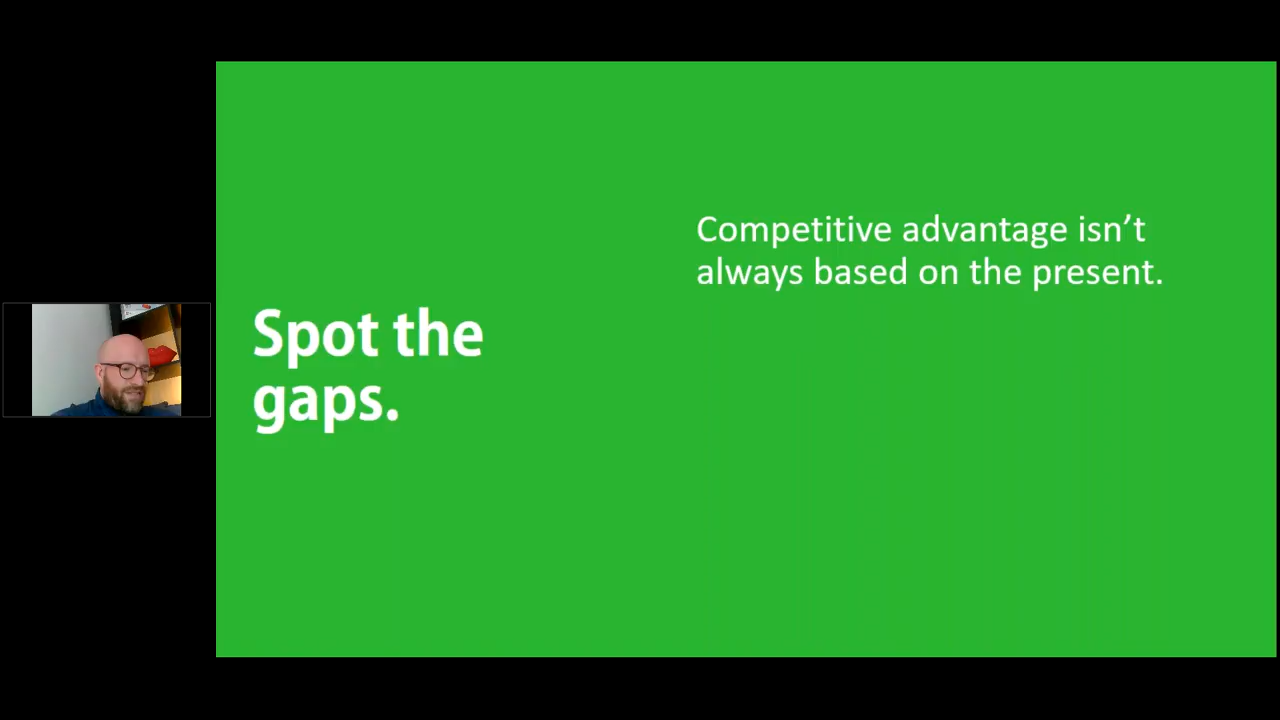 Spot the
gaps.
Competitive advantage isn’t
always based on the present.